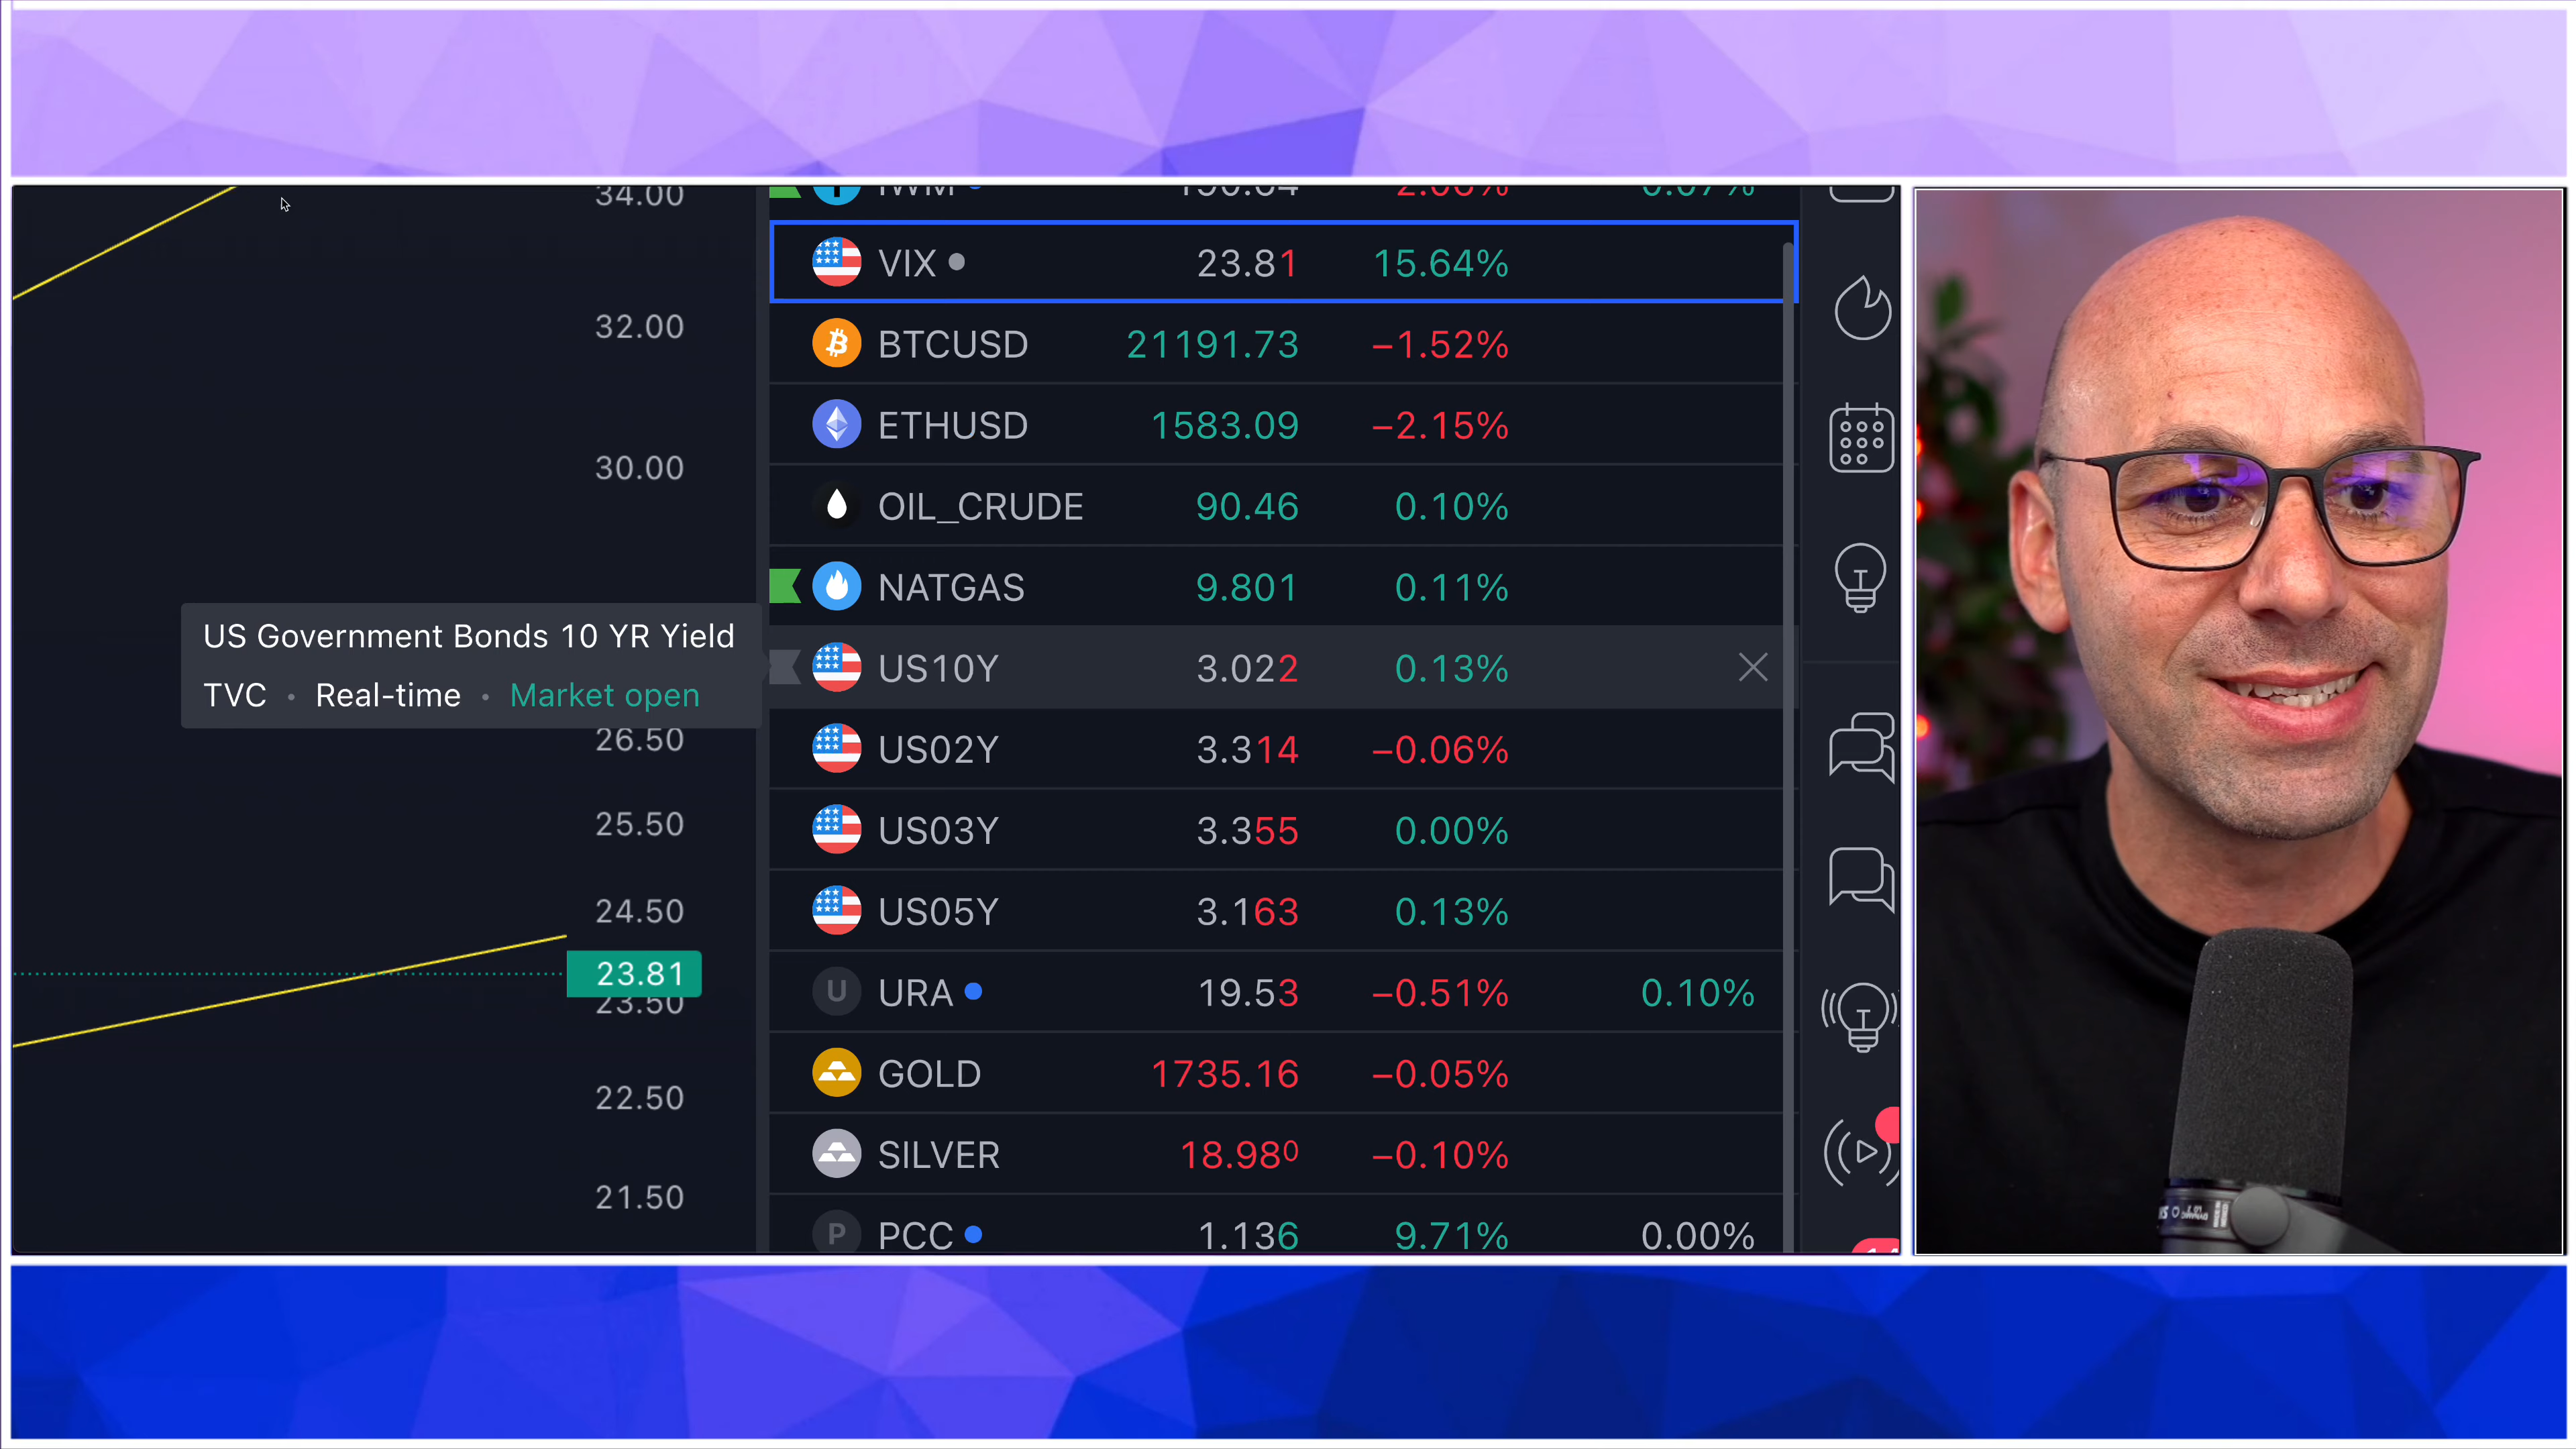 34.00
32.00
30.00
US Government Bonds 10 YR Yield
TVC • Real-time • Market open
26.50
25.50
24.50
23.81
23.50
22.50
21.50
IWM
VIX 23.81 15.64%
BTCUSD 21191.73 −1.52%
ETHUSD 1583.09 −2.15%
OIL_CRUDE 90.46 0.10%
NATGAS 9.801 0.11%
US10Y 3.022 0.13%
US02Y 3.314 −0.06%
US03Y 3.355 0.00%
US05Y 3.163 0.13%
U URA 19.53 −0.51% 0.10%
GOLD 1735.16 −0.05%
SILVER 18.980 −0.10%
P PCC 1.136 9.71% 0.00%